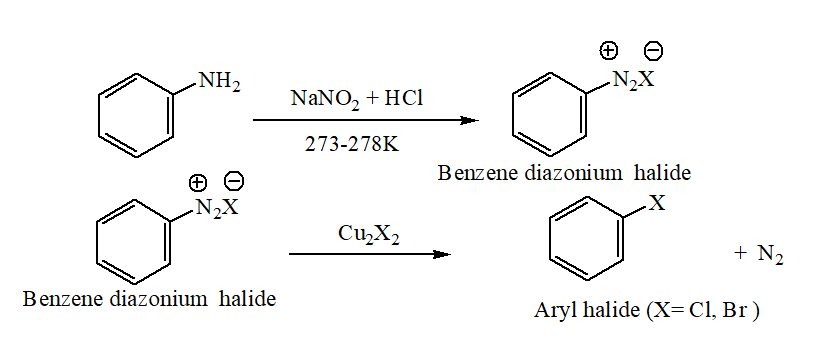 NH₂
NaNO₂ + HCl
273-278K
⊕ ⊖
N₂X
Benzene diazonium halide
⊕ ⊖
N₂X
Cu₂X₂
X
+ N₂
Benzene diazonium halide
Aryl halide (X= Cl, Br )